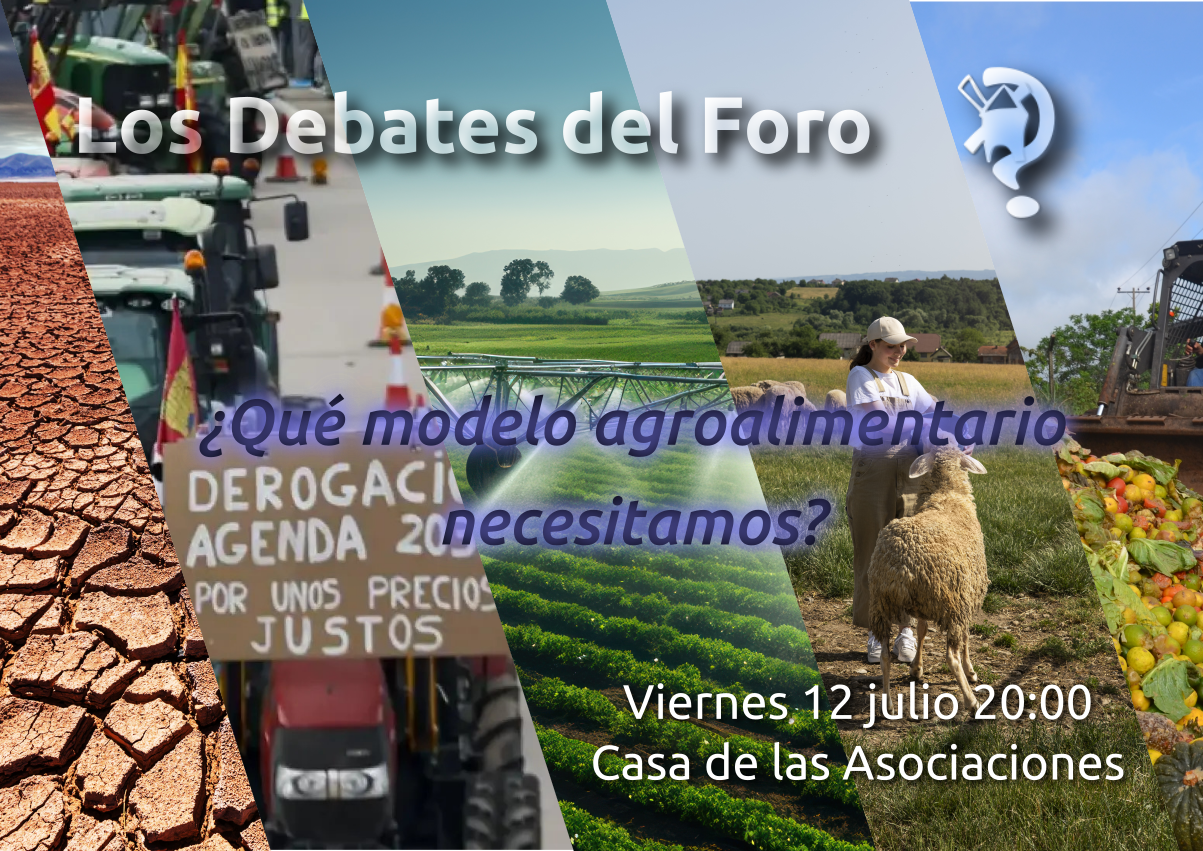 Los Debates del Foro
¿Qué modelo agroalimentario
necesitamos?
DEROGACI
AGENDA 20
POR UNOS PRECIOS
JUSTOS
Viernes 12 julio 20:00
Casa de las Asociaciones